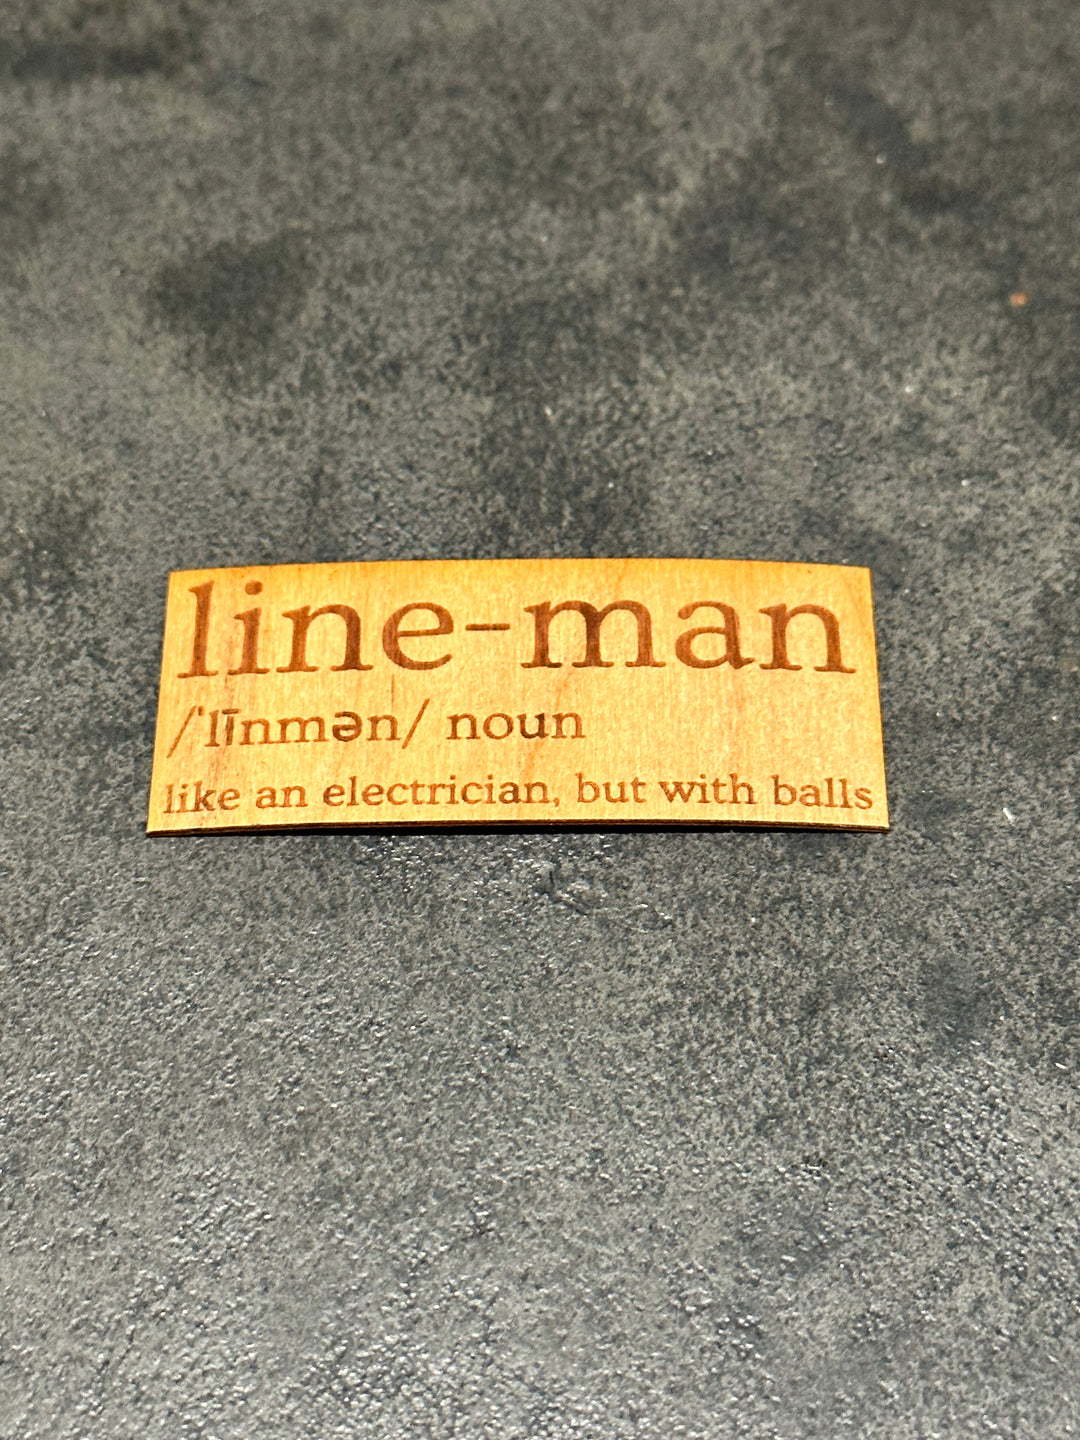 line-man
/ˈlīnmən/ noun
like an electrician, but with balls